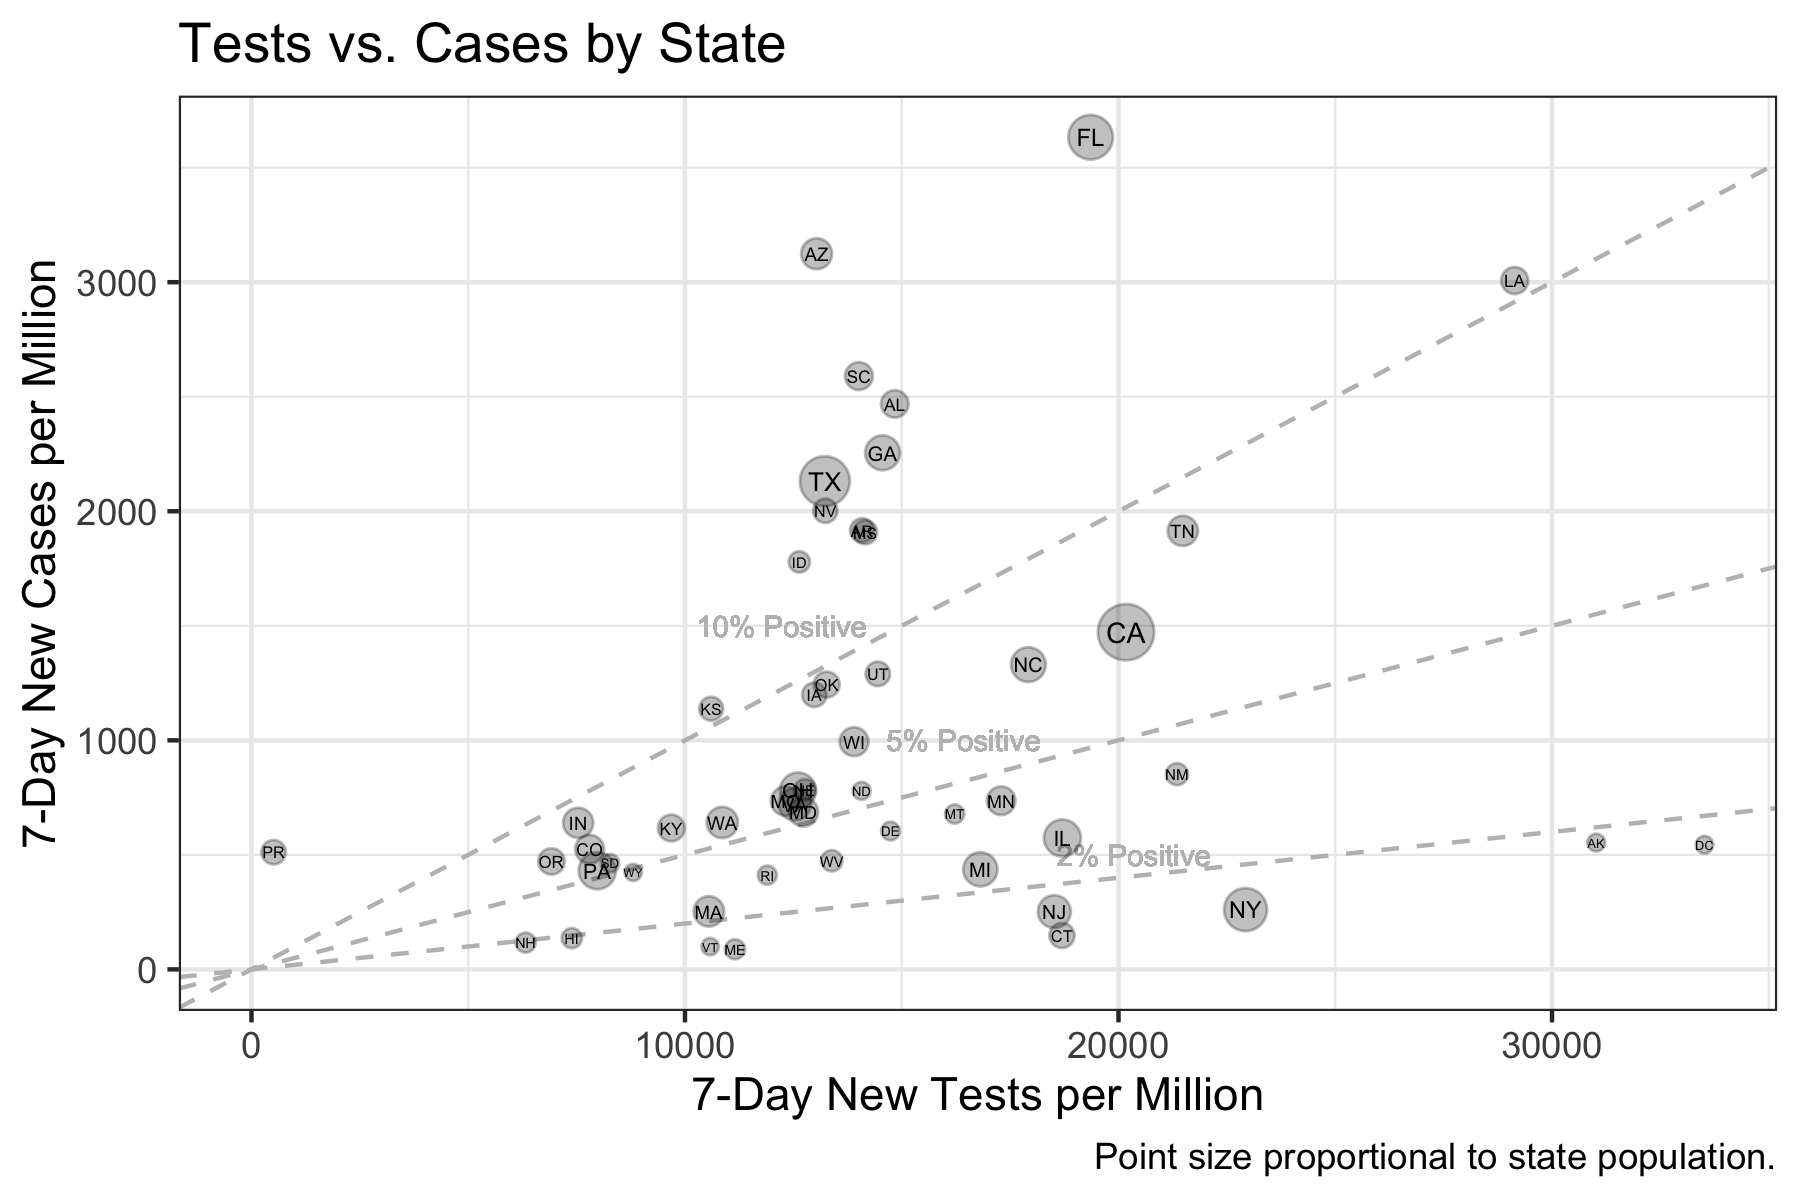 Tests vs. Cases by State
7-Day New Cases per Million
3000
2000
1000
0
FL
AZ
LA
SC
AL
GA
TX
NV
MS
TN
ID
10% Positive
CA
NC
UT
OK
IA
KS
WI
5% Positive
NM
OH
ND
MD
MN
MT
IN
KY
WA
DE
IL
PR
CO
OR
SD
PA
WY
WV
2% Positive
AK
DC
RI
MI
MA
NJ
NY
CT
NH
HI
VT
ME
0
10000
20000
30000
7-Day New Tests per Million
Point size proportional to state population.